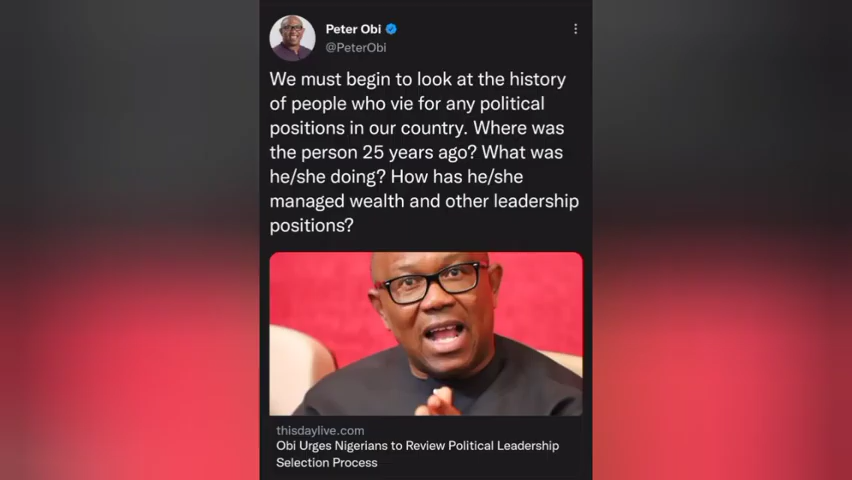 Peter Obi
@PeterObi
We must begin to look at the history
of people who vie for any political
positions in our country. Where was
the person 25 years ago? What was
he/she doing? How has he/she
managed wealth and other leadership
positions?
thisdaylive.com
Obi Urges Nigerians to Review Political Leadership
Selection Process